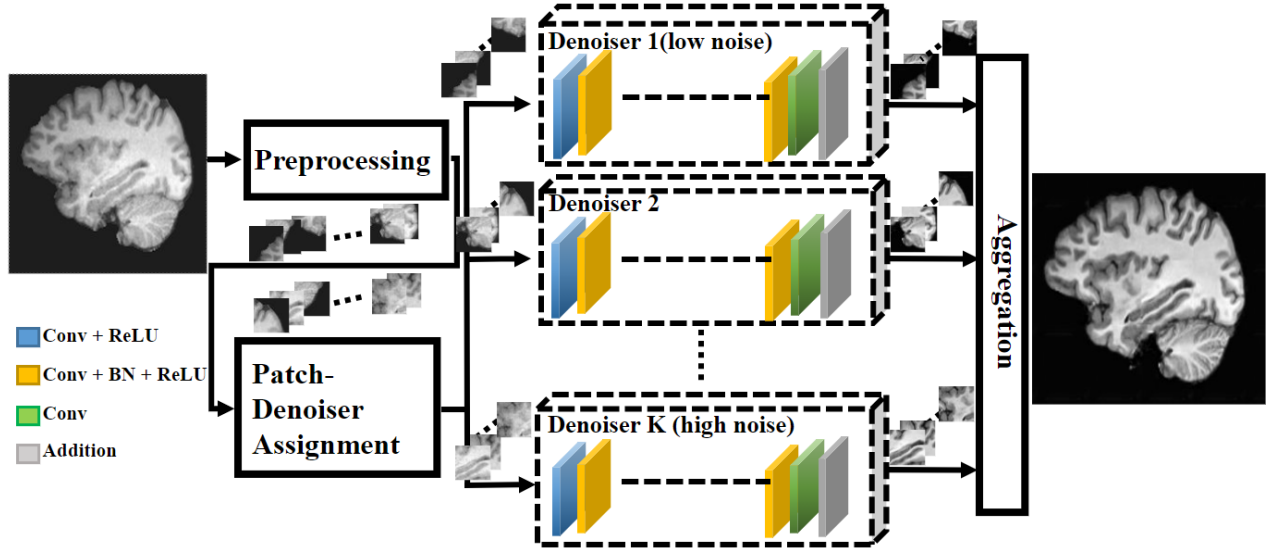 Denoiser 1(low noise)
Preprocessing
Denoiser 2
Conv + ReLU
Conv + BN + ReLU
Conv
Addition
Patch-
Denoiser
Assignment
Denoiser K (high noise)
Aggregation